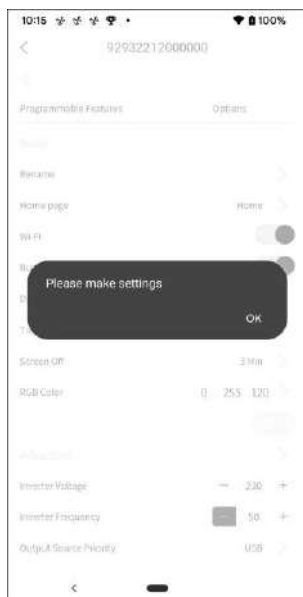 10:15 100%
92932212000000
Programmable Features Options
Rename
Home page Home
Wi-Fi
Please make settings
OK
Screen Off 3 Min
RGB Color 0 255 120
Inverter Voltage − 230 +
Inverter Frequency − 50 +
Output Source Priority USB